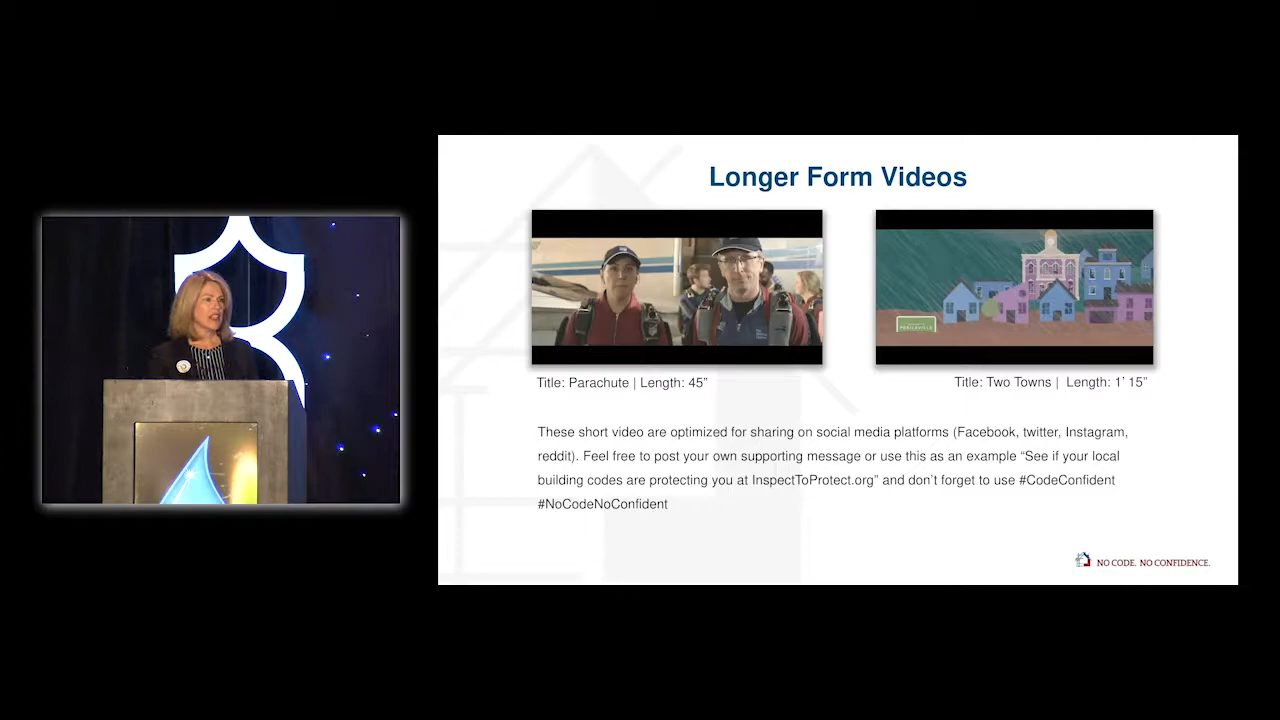 Longer Form Videos
Title: Parachute | Length: 45”
Title: Two Towns | Length: 1’ 15”
These short video are optimized for sharing on social media platforms (Facebook, twitter, Instagram,
reddit). Feel free to post your own supporting message or use this as an example “See if your local
building codes are protecting you at InspectToProtect.org” and don’t forget to use #CodeConfident
#NoCodeNoConfident
NO CODE. NO CONFIDENCE.